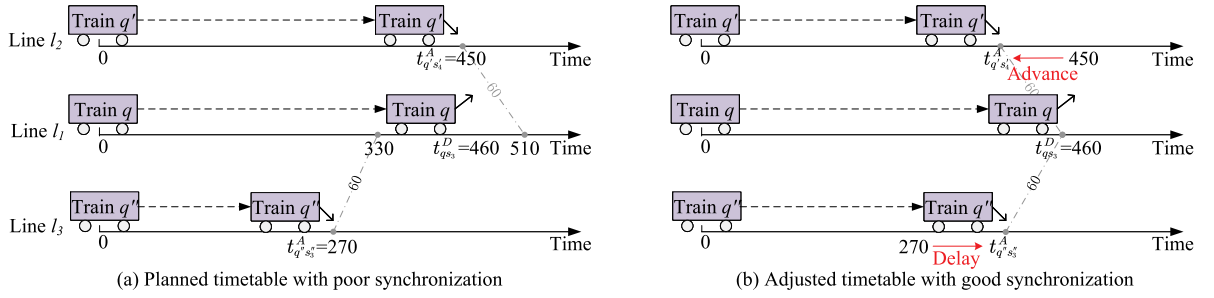 Train q′ Train q′
Line l₂ 0 t^A_{q′s′₄}=450 Time
60
Train q Train q
Line l₁ 0 330 t^D_{qs₃}=460 510 Time
60
Train q″ Train q″
Line l₃ 0 t^A_{q″s″₃}=270 Time
(a) Planned timetable with poor synchronization
Train q′ Train q′
0 t^A_{q′s′₄} 450 Time
Advance
60
Train q Train q
0 t^D_{qs₃}=460 Time
60
Train q″ Train q″
0 270 t^A_{q″s″₃} Time
Delay
(b) Adjusted timetable with good synchronization